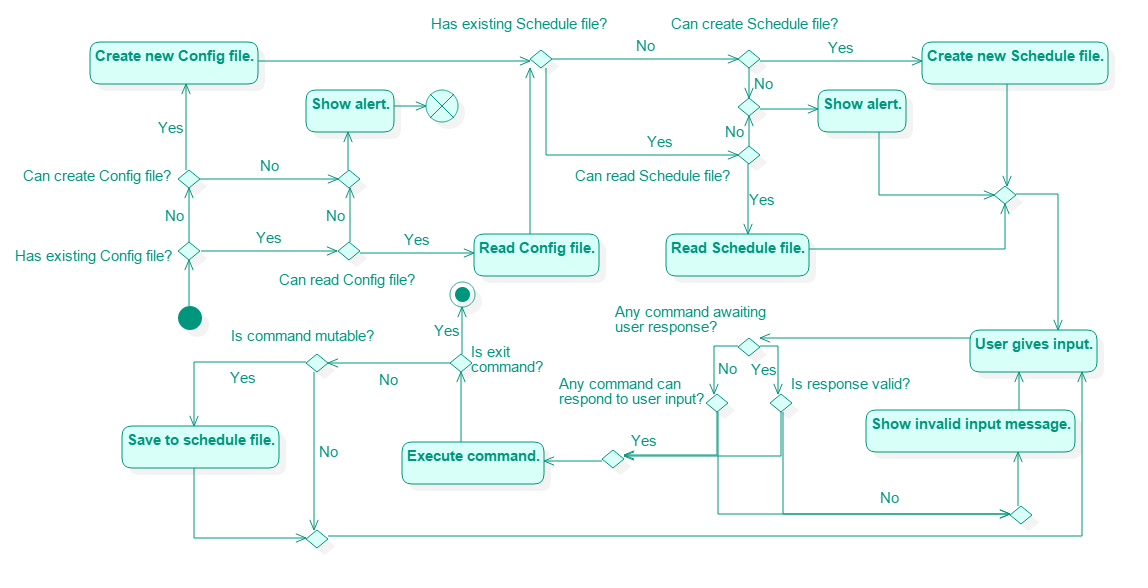 Has existing Schedule file?
Can create Schedule file?
Create new Config file.
No
Yes
Create new Schedule file.
No
Show alert.
Show alert.
Yes
No
Yes
Can read Schedule file?
Can create Config file?
No
No
No
Yes
Has existing Config file?
Yes
Can read Config file?
Yes
Read Config file.
Yes
Read Schedule file.
Any command awaiting
user response?
Yes
Is command mutable?
User gives input.
Is exit
command?
No
Yes
No
Yes
Any command can
respond to user input?
Is response valid?
Show invalid input message.
Save to schedule file.
No
Execute command.
Yes
No